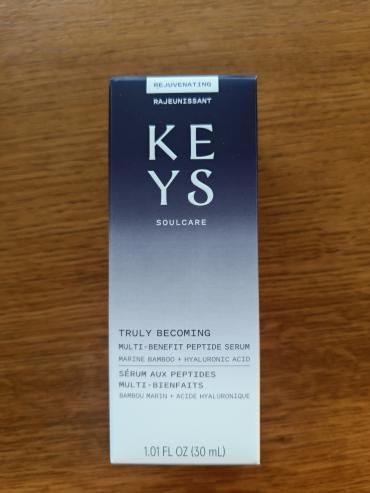 REJUVENATING
RAJEUNISSANT
KE
YS
SOULCARE
TRULY BECOMING
MULTI-BENEFIT PEPTIDE SERUM
MARINE BAMBOO + HYALURONIC ACID
SÉRUM AUX PEPTIDES
MULTI-BIENFAITS
BAMBOU MARIN + ACIDE HYALURONIQUE
1.01 FL OZ (30 mL)